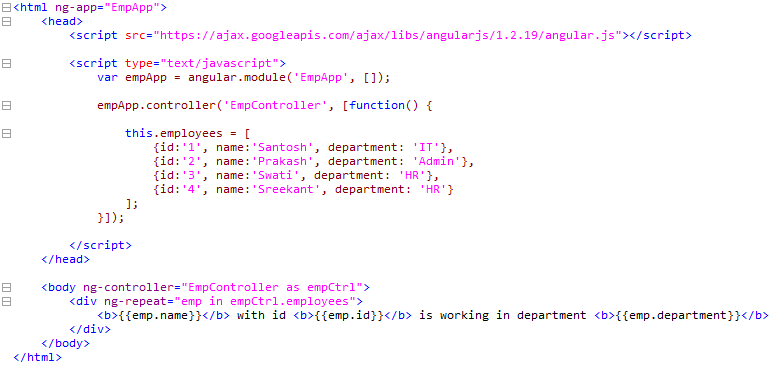 <html ng-app="EmpApp">
    <head>
        <script src="https://ajax.googleapis.com/ajax/libs/angularjs/1.2.19/angular.js"></script>

        <script type="text/javascript">
            var empApp = angular.module('EmpApp', []);

            empApp.controller('EmpController', [function() {

                this.employees = [
                    {id:'1', name:'Santosh', department: 'IT'},
                    {id:'2', name:'Prakash', department: 'Admin'},
                    {id:'3', name:'Swati', department: 'HR'},
                    {id:'4', name:'Sreekant', department: 'HR'}
                ];
            }]);

        </script>
    </head>

    <body ng-controller="EmpController as empCtrl">
        <div ng-repeat="emp in empCtrl.employees">
            <b>{{emp.name}}</b> with id <b>{{emp.id}}</b> is working in department <b>{{emp.department}}</b>
        </div>
    </body>
</html>